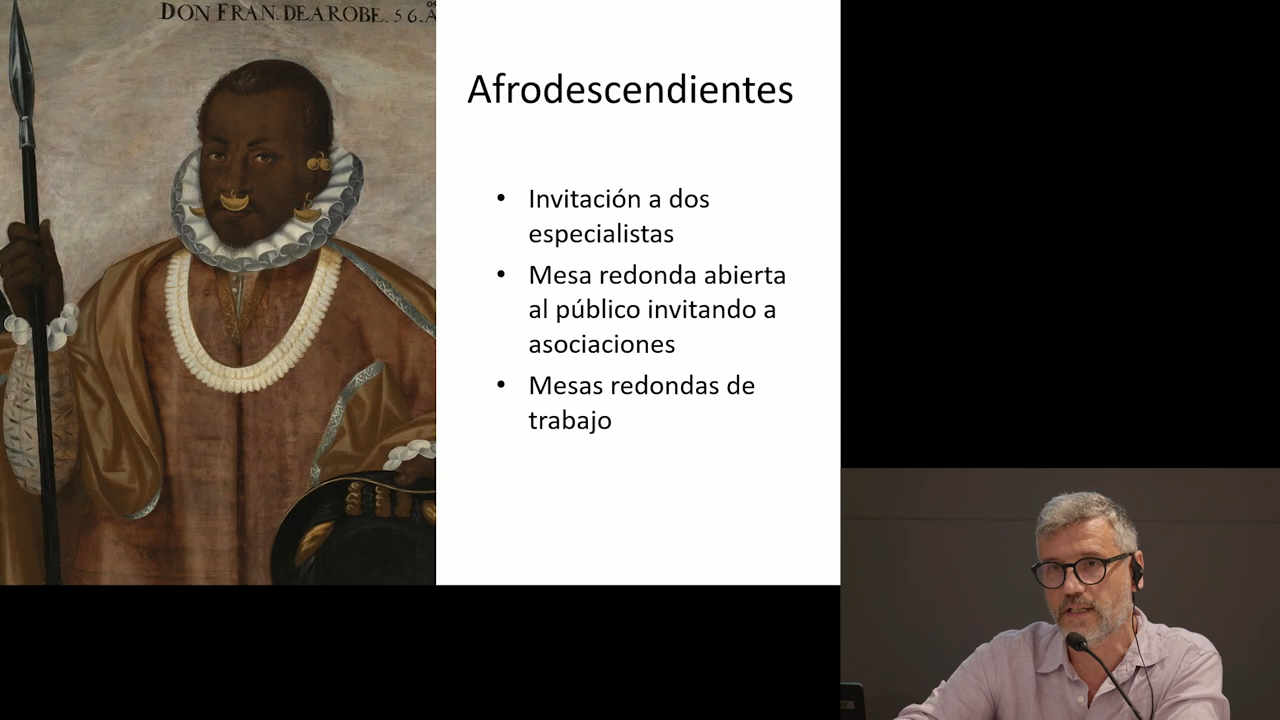 DON FRAN. DE AROBE. 56. A
Afrodescendientes
• Invitación a dos
especialistas
• Mesa redonda abierta
al público invitando a
asociaciones
• Mesas redondas de
trabajo